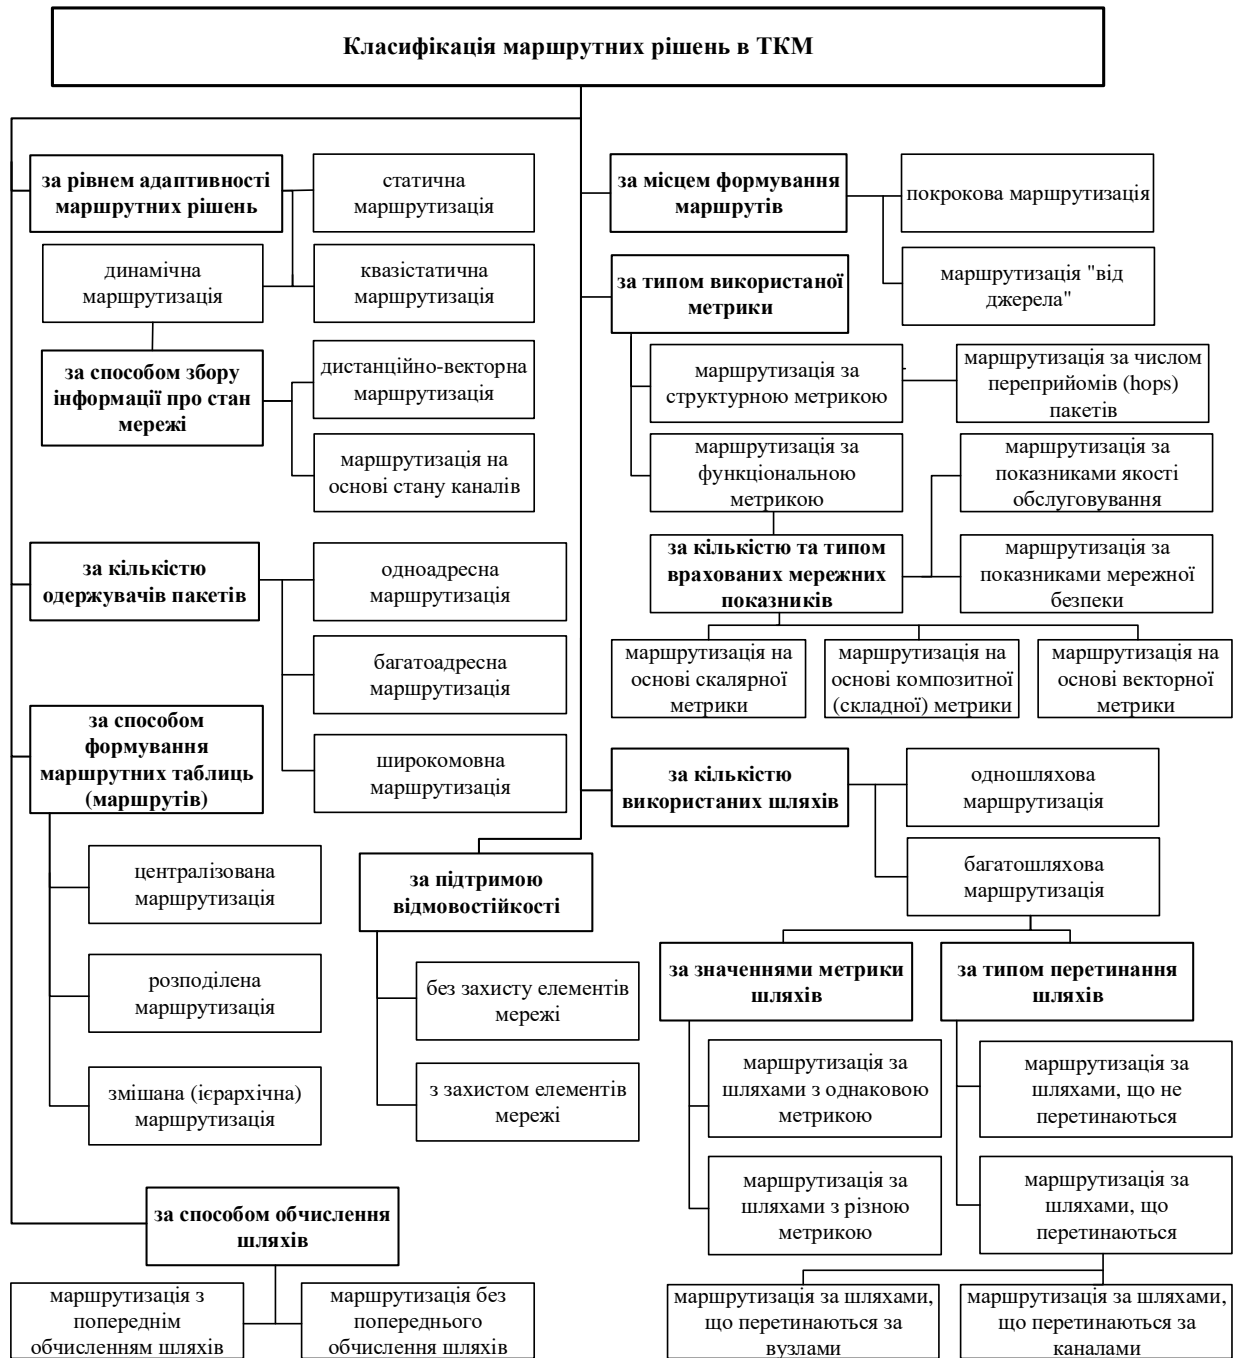 Класифікація маршрутних рішень в ТКМ
за рівнем адаптивності
маршрутних рішень
статична
маршрутизація
динамічна
маршрутизація
квазістатична
маршрутизація
за способом збору
інформації про стан
мережі
дистанційно-векторна
маршрутизація
маршрутизація на
основі стану каналів
за кількістю
одержувачів пакетів
одноадресна
маршрутизація
багатоадресна
маршрутизація
широкомовна
маршрутизація
за способом
формування
маршрутних таблиць
(маршрутів)
централізована
маршрутизація
розподілена
маршрутизація
змішана (ієрархічна)
маршрутизація
за підтримою
відмовостійкості
без захисту елементів
мережі
з захистом елементів
мережі
за способом обчислення
шляхів
маршрутизація з
попереднім
обчисленням шляхів
маршрутизація без
попереднього
обчислення шляхів
за місцем формування
маршрутів
покрокова маршрутизація
маршрутизація "від
джерела"
за типом використаної
метрики
маршрутизація за
структурною метрикою
маршрутизація за числом
переприйомів (hops)
пакетів
маршрутизація за
функціональною
метрикою
маршрутизація за
показниками якості
обслуговування
за кількістю та типом
врахованих мережних
показників
маршрутизація за
показниками мережної
безпеки
маршрутизація на
основі скалярної
метрики
маршрутизація на
основі композитної
(складної) метрики
маршрутизація на
основі векторної
метрики
за кількістю
використаних шляхів
одношляхова
маршрутизація
багатошляхова
маршрутизація
за значеннями метрики
шляхів
маршрутизація за
шляхами з однаковою
метрикою
маршрутизація за
шляхами з різною
метрикою
за типом перетинання
шляхів
маршрутизація за
шляхами, що не
перетинаються
маршрутизація за
шляхами, що
перетинаються
маршрутизація за шляхами,
що перетинаються за
вузлами
маршрутизація за шляхами,
що перетинаються за
каналами